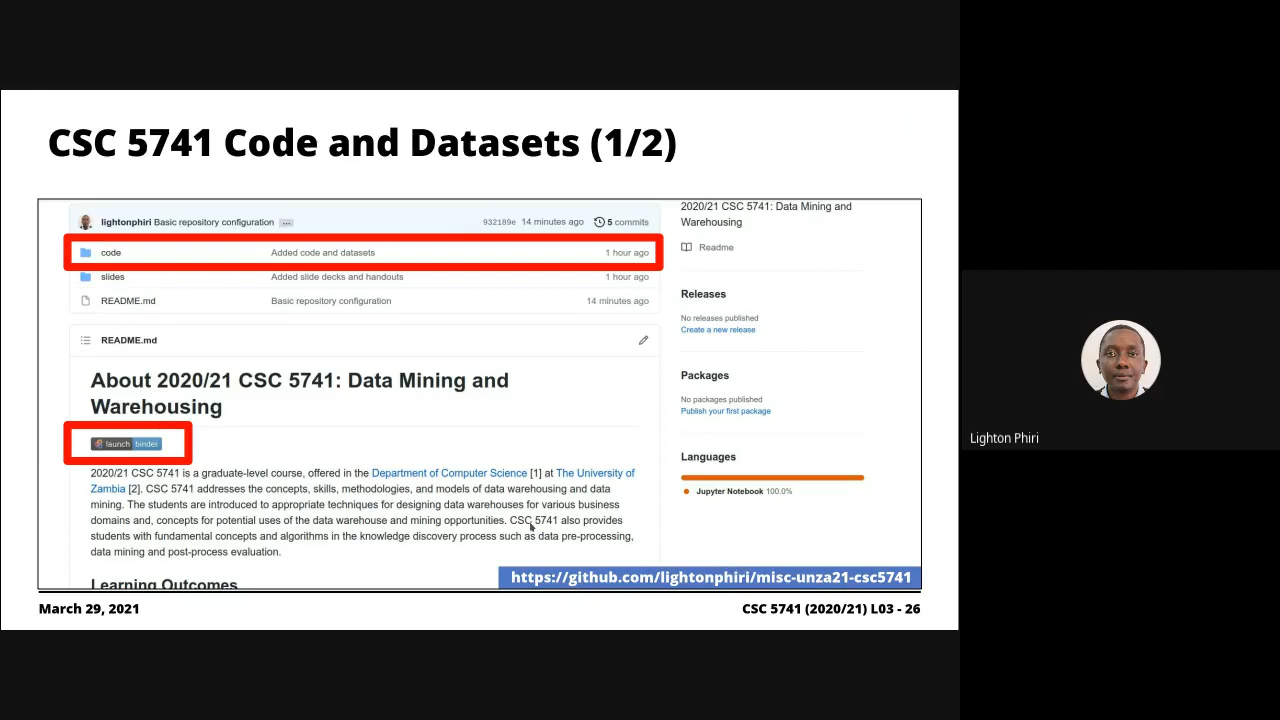 CSC 5741 Code and Datasets (1/2)
lightonphiri Basic repository configuration ... 932189e 14 minutes ago 5 commits
code Added code and datasets 1 hour ago
slides Added slide decks and handouts 1 hour ago
README.md Basic repository configuration 14 minutes ago
README.md
About 2020/21 CSC 5741: Data Mining and
Warehousing
launch binder
2020/21 CSC 5741 is a graduate-level course, offered in the Department of Computer Science [1] at The University of
Zambia [2]. CSC 5741 addresses the concepts, skills, methodologies, and models of data warehousing and data
mining. The students are introduced to appropriate techniques for designing data warehouses for various business
domains and, concepts for potential uses of the data warehouse and mining opportunities. CSC 5741 also provides
students with fundamental concepts and algorithms in the knowledge discovery process such as data pre-processing,
data mining and post-process evaluation.
Learning Outcomes
2020/21 CSC 5741: Data Mining and
Warehousing
Readme
Releases
No releases published
Create a new release
Packages
No packages published
Publish your first package
Languages
Jupyter Notebook 100.0%
https://github.com/lightonphiri/misc-unza21-csc5741
March 29, 2021
CSC 5741 (2020/21) L03 - 26
Lighton Phiri